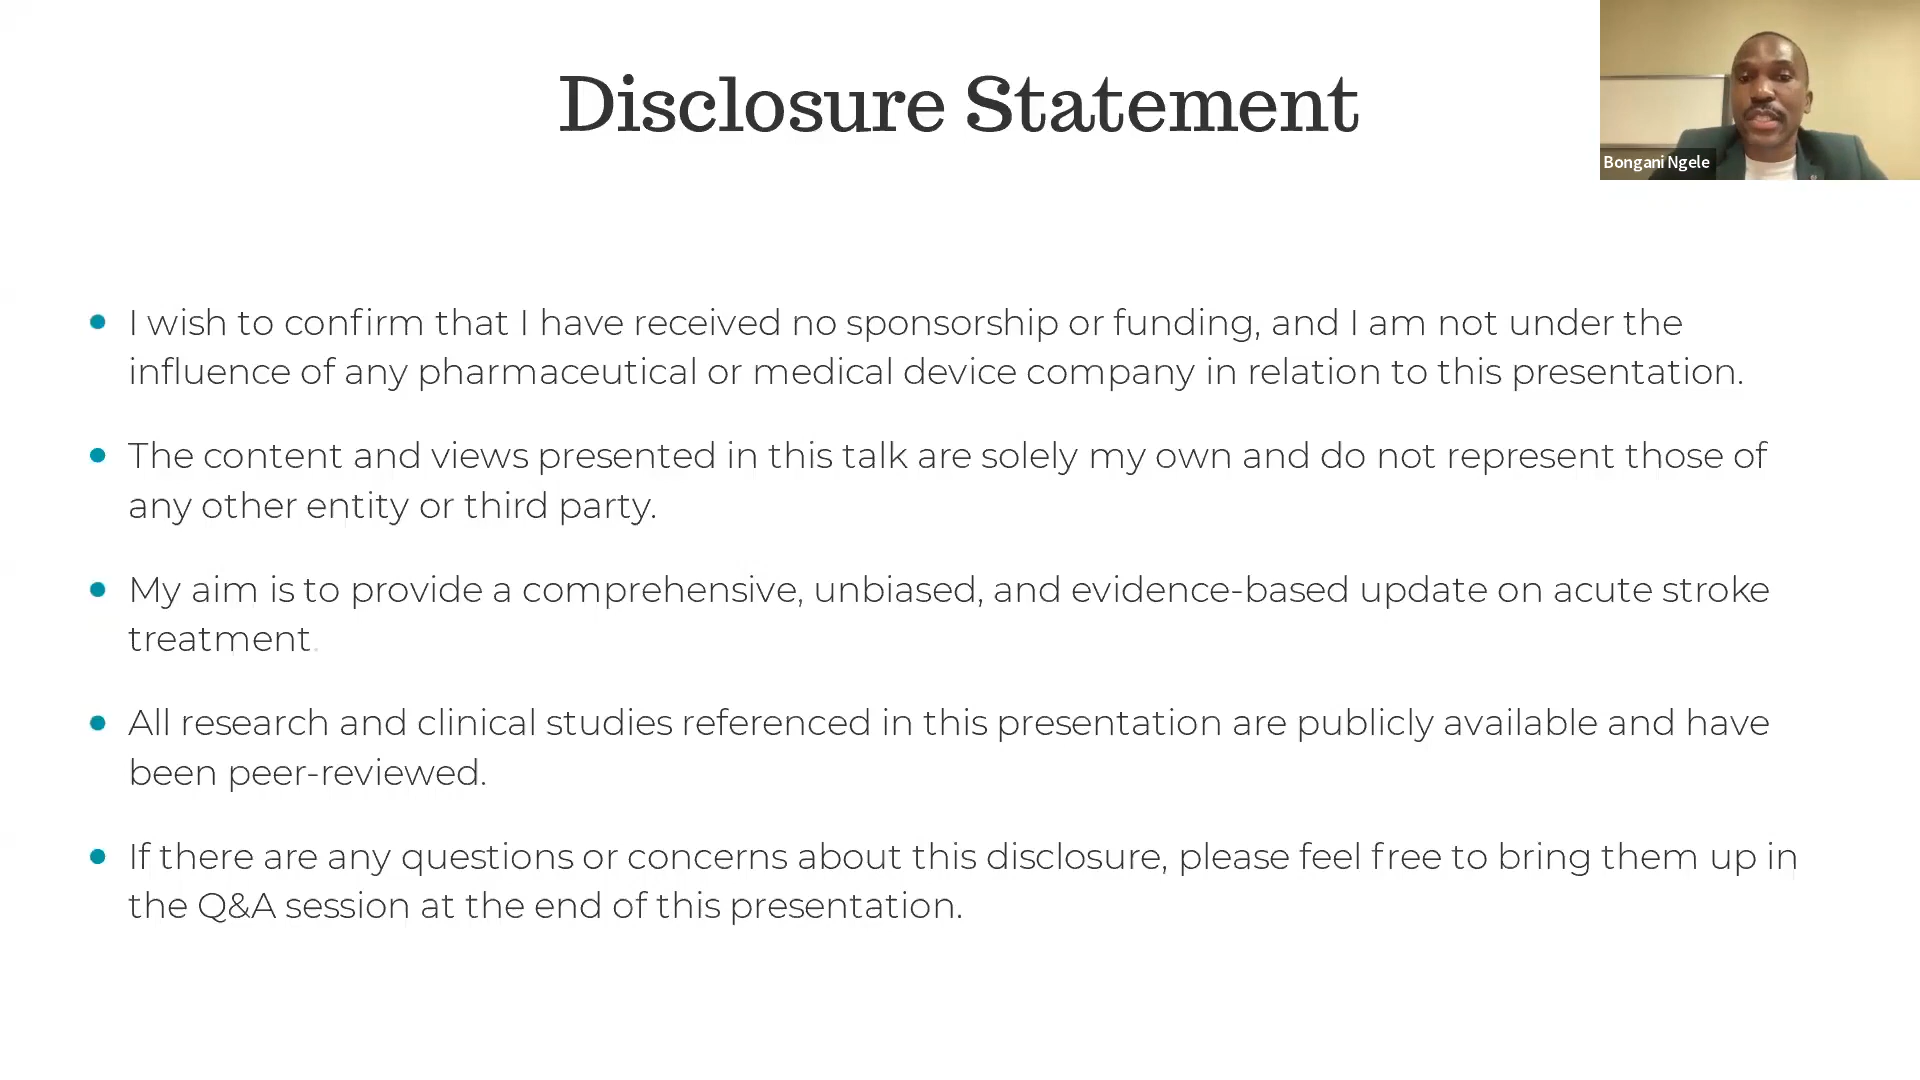 Disclosure Statement
Bongani Ngele
• I wish to confirm that I have received no sponsorship or funding, and I am not under the
influence of any pharmaceutical or medical device company in relation to this presentation.
• The content and views presented in this talk are solely my own and do not represent those of
any other entity or third party.
• My aim is to provide a comprehensive, unbiased, and evidence-based update on acute stroke
treatment.
• All research and clinical studies referenced in this presentation are publicly available and have
been peer-reviewed.
• If there are any questions or concerns about this disclosure, please feel free to bring them up in
the Q&A session at the end of this presentation.